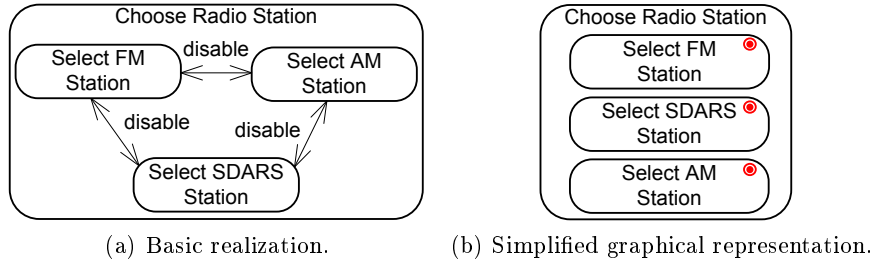 Choose Radio Station
Select FM
Station
disable
Select AM
Station
disable
disable
Select SDARS
Station
(a) Basic realization.
Choose Radio Station
Select FM
Station
Select SDARS
Station
Select AM
Station
(b) Simplified graphical representation.